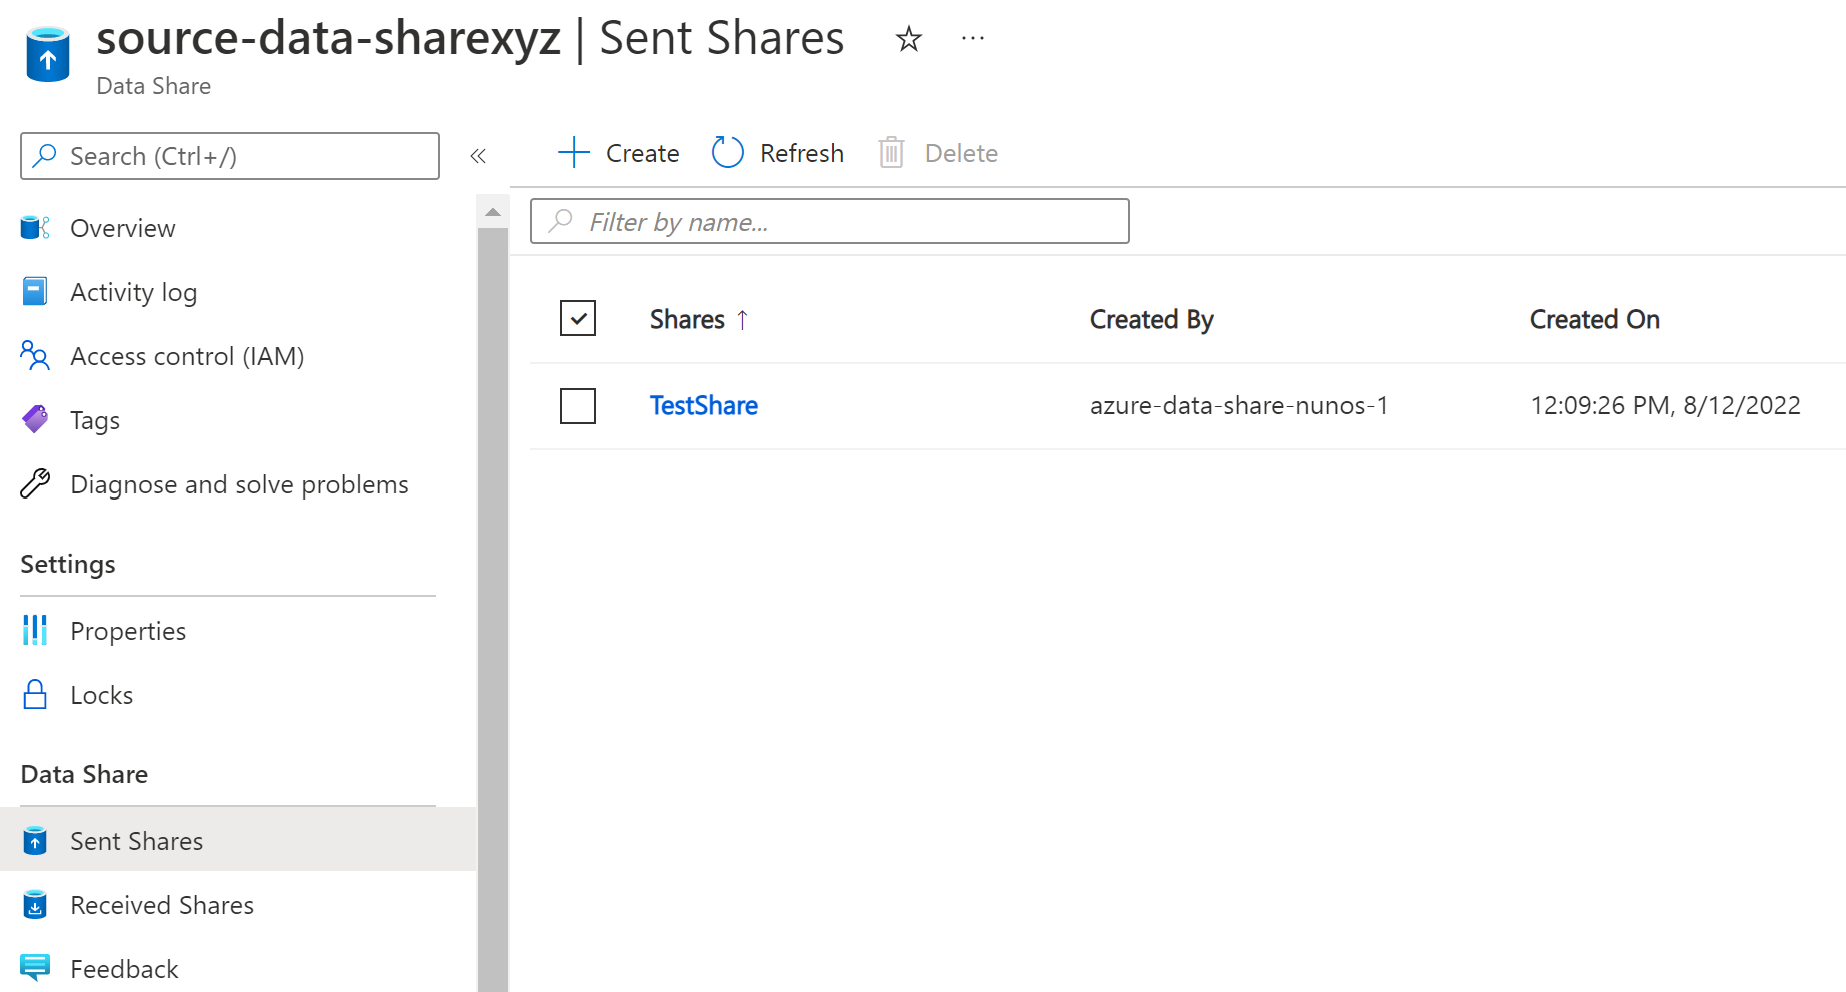 source-data-sharexyz | Sent Shares
Data Share
Search (Ctrl+/)
«
Create
Refresh
Delete
Overview
Activity log
Access control (IAM)
Tags
Diagnose and solve problems
Settings
Properties
Locks
Data Share
Sent Shares
Received Shares
Feedback
Filter by name...
Shares ↑ Created By Created On
TestShare azure-data-share-nunos-1 12:09:26 PM, 8/12/2022